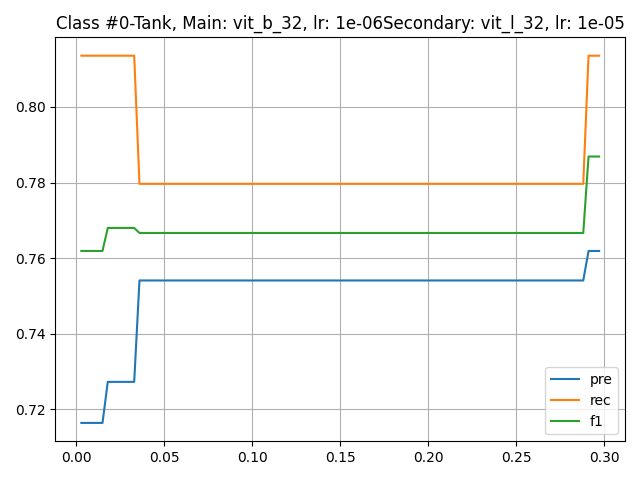 Class #0-Tank, Main: vit_b_32, lr: 1e-06Secondary: vit_l_32, lr: 1e-05
0.80
0.78
0.76
0.74
0.72
pre
rec
f1
0.00 0.05 0.10 0.15 0.20 0.25 0.30